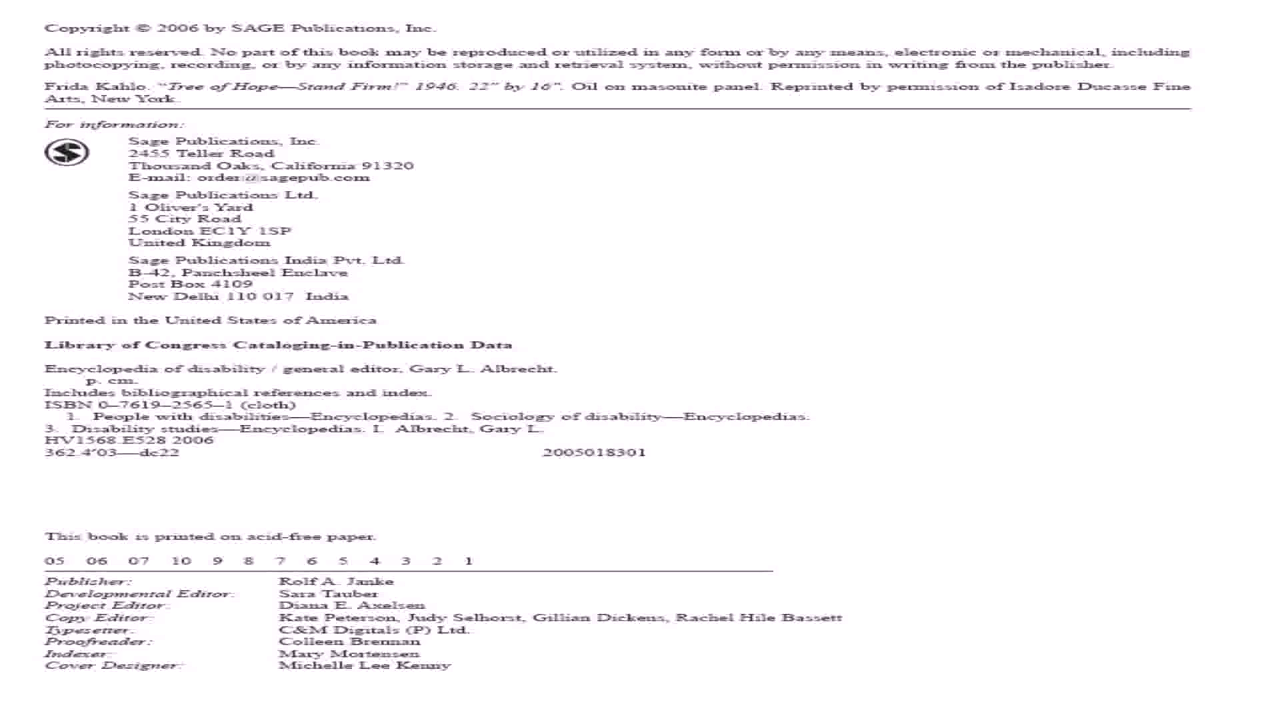 Copyright © 2006 by SAGE Publications, Inc.
All rights reserved. No part of this book may be reproduced or utilized in any form or by any means, electronic or mechanical, including
photocopying, recording, or by any information storage and retrieval system, without permission in writing from the publisher.
Frida Kahlo. "Tree of Hope—Stand Firm!" 1946. 22" by 16". Oil on masonite panel. Reprinted by permission of Isadore Ducasse Fine
Arts, New York.
For information:
Sage Publications, Inc.
2455 Teller Road
Thousand Oaks, California 91320
E-mail: order@sagepub.com
Sage Publications Ltd.
1 Oliver's Yard
55 City Road
London EC1Y 1SP
United Kingdom
Sage Publications India Pvt. Ltd.
B-42, Panchsheel Enclave
Post Box 4109
New Delhi 110 017 India
Printed in the United States of America
Library of Congress Cataloging-in-Publication Data
Encyclopedia of disability / general editor, Gary L. Albrecht.
p. cm.
Includes bibliographical references and index.
ISBN 0–7619–2565–1 (cloth)
1. People with disabilities—Encyclopedias. 2. Sociology of disability—Encyclopedias.
3. Disability studies—Encyclopedias. I. Albrecht, Gary L.
HV1568.E528 2006
362.4′03—dc22 2005018301
This book is printed on acid-free paper.
05 06 07 10 9 8 7 6 5 4 3 2 1
Publisher: Rolf A. Janke
Developmental Editor: Sara Tauber
Project Editor: Diana E. Axelsen
Copy Editor: Kate Peterson, Judy Selhorst, Gillian Dickens, Rachel Hile Bassett
Typesetter: C&M Digitals (P) Ltd.
Proofreader: Colleen Brennan
Indexer: Mary Mortensen
Cover Designer: Michelle Lee Kenny